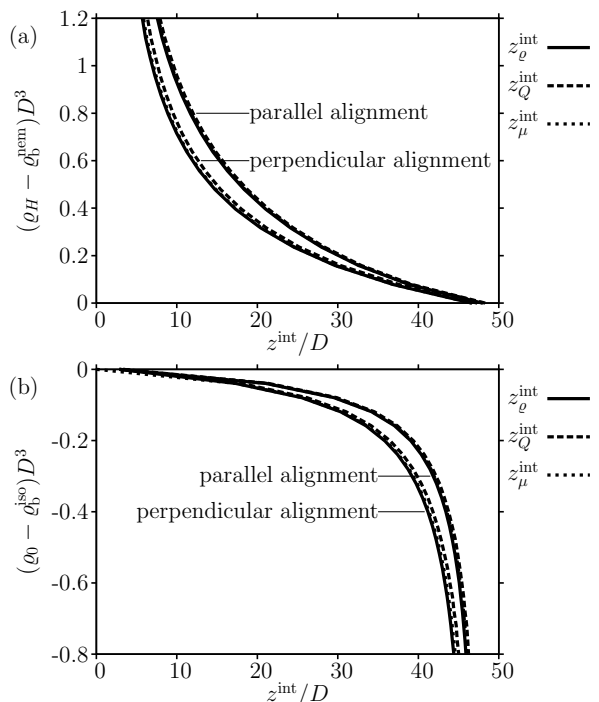 (a)
1.2
1
0.8
0.6
0.4
0.2
0
(ϱ_H − ϱ_b^nem)D³
parallel alignment
perpendicular alignment
0 10 20 30 40 50
z^int/D
z_ϱ^int
z_Q^int
z_μ^int
(b)
0
-0.2
-0.4
-0.6
-0.8
(ϱ_0 − ϱ_b^iso)D³
parallel alignment
perpendicular alignment
0 10 20 30 40 50
z^int/D
z_ϱ^int
z_Q^int
z_μ^int